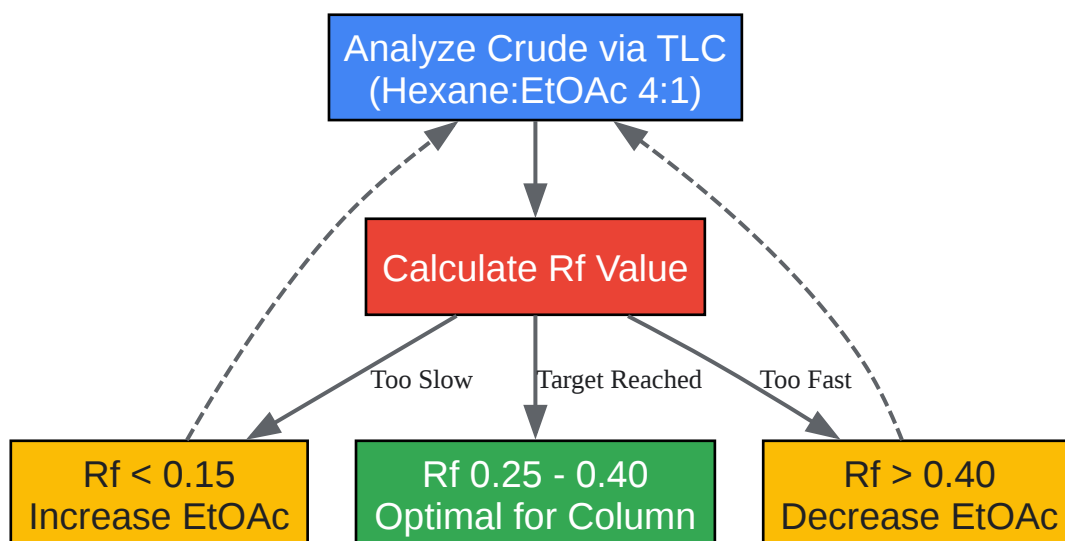 Analyze Crude via TLC
(Hexane:EtOAc 4:1)
Calculate Rf Value
Too Slow
Target Reached
Too Fast
Rf < 0.15
Increase EtOAc
Rf 0.25 - 0.40
Optimal for Column
Rf > 0.40
Decrease EtOAc